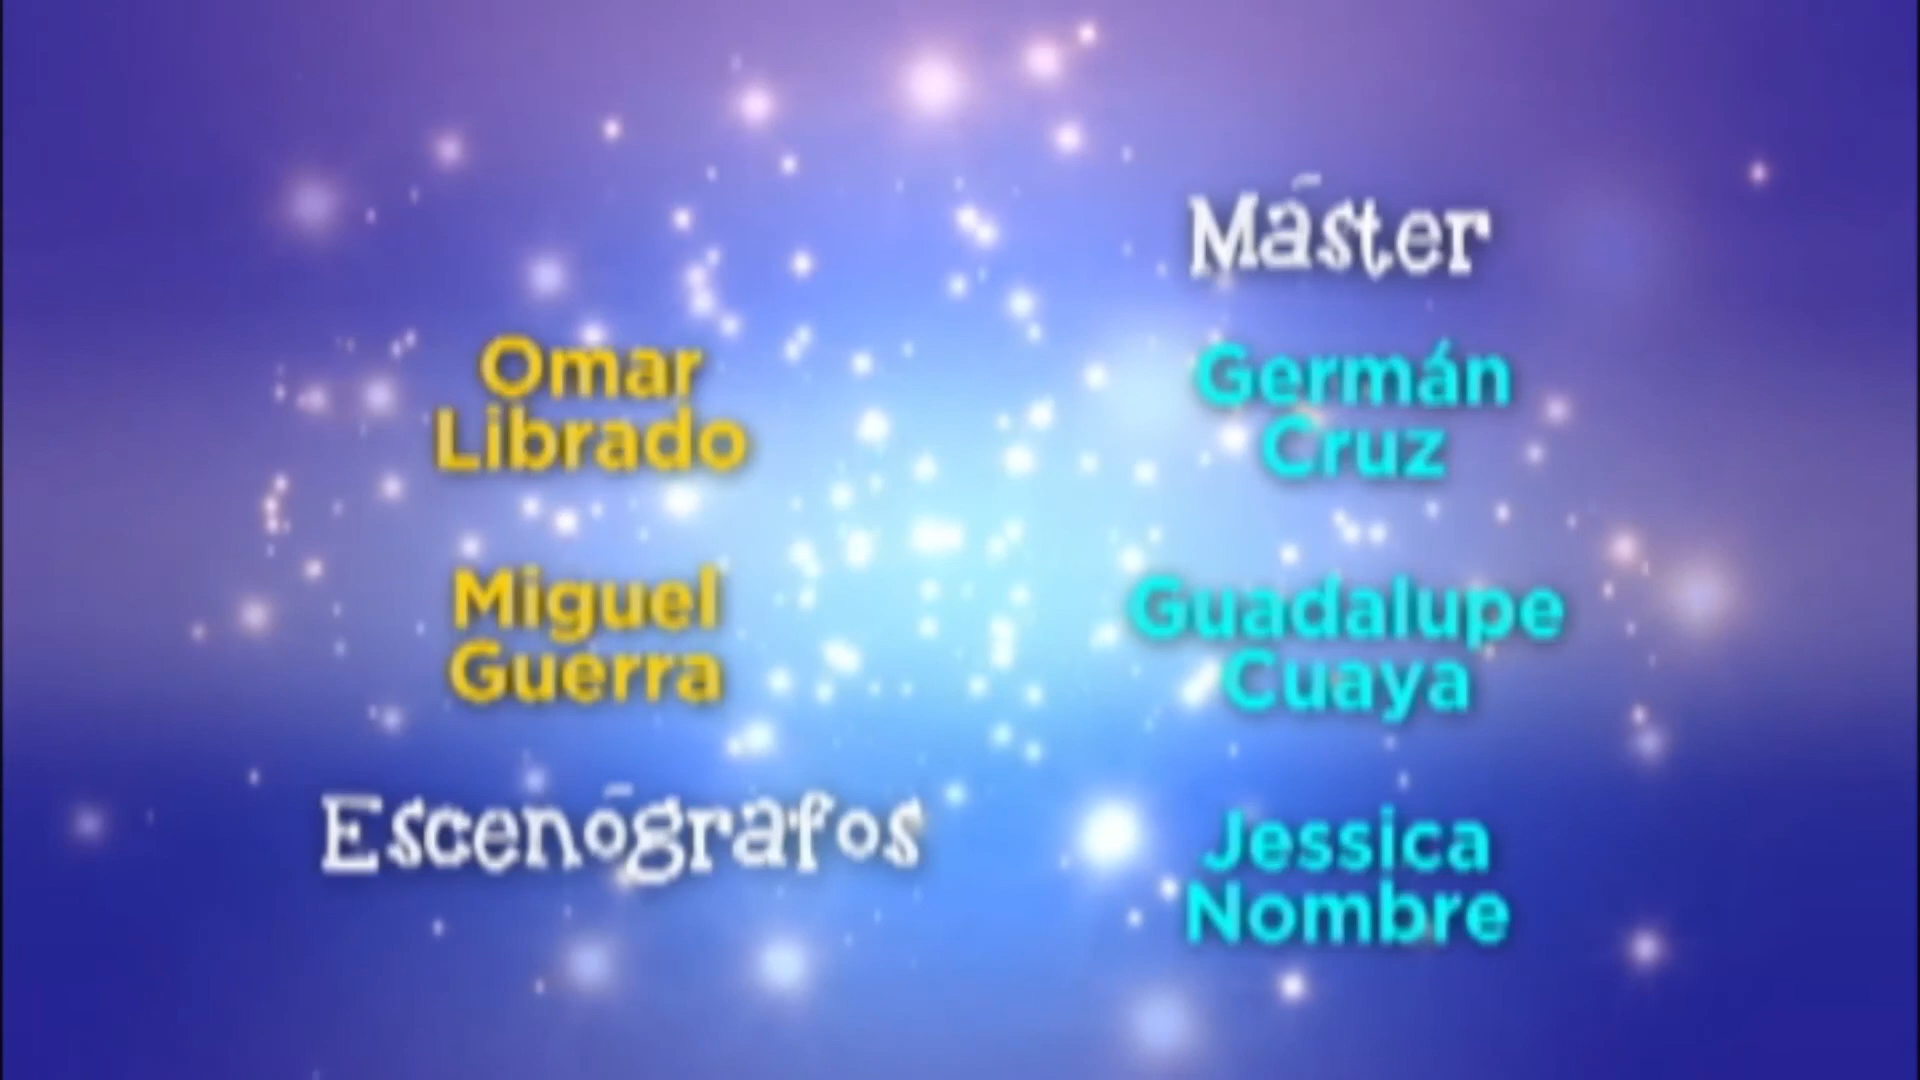 Omar
Librado
Miguel
Guerra
Escenógrafos
Máster
Germán
Cruz
Guadalupe
Cuaya
Jessica
Nombre